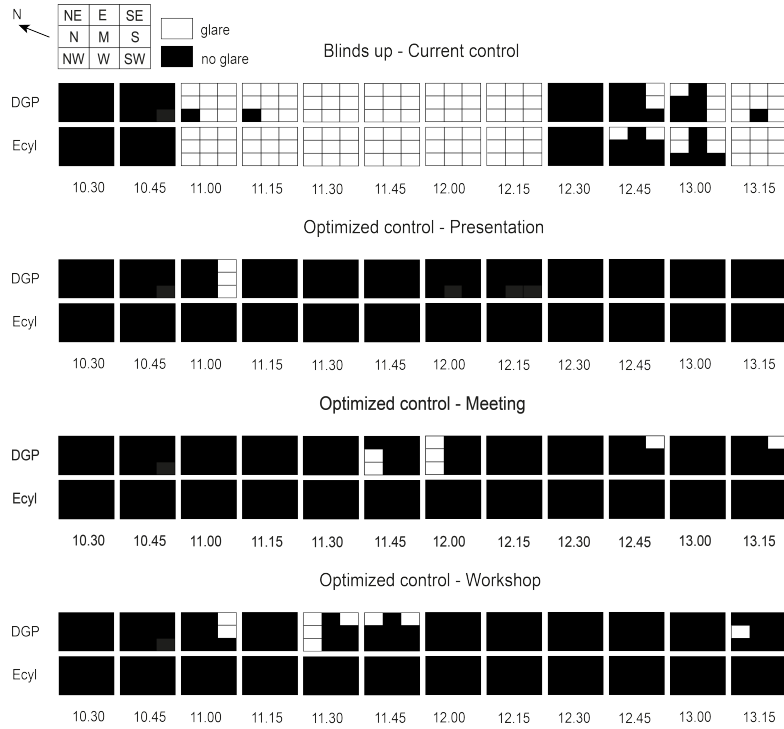 N
NE E SE
N M S
NW W SW
glare
no glare
Blinds up - Current control
DGP
Ecyl
10.30 10.45 11.00 11.15 11.30 11.45 12.00 12.15 12.30 12.45 13.00 13.15
Optimized control - Presentation
DGP
Ecyl
10.30 10.45 11.00 11.15 11.30 11.45 12.00 12.15 12.30 12.45 13.00 13.15
Optimized control - Meeting
DGP
Ecyl
10.30 10.45 11.00 11.15 11.30 11.45 12.00 12.15 12.30 12.45 13.00 13.15
Optimized control - Workshop
DGP
Ecyl
10.30 10.45 11.00 11.15 11.30 11.45 12.00 12.15 12.30 12.45 13.00 13.15